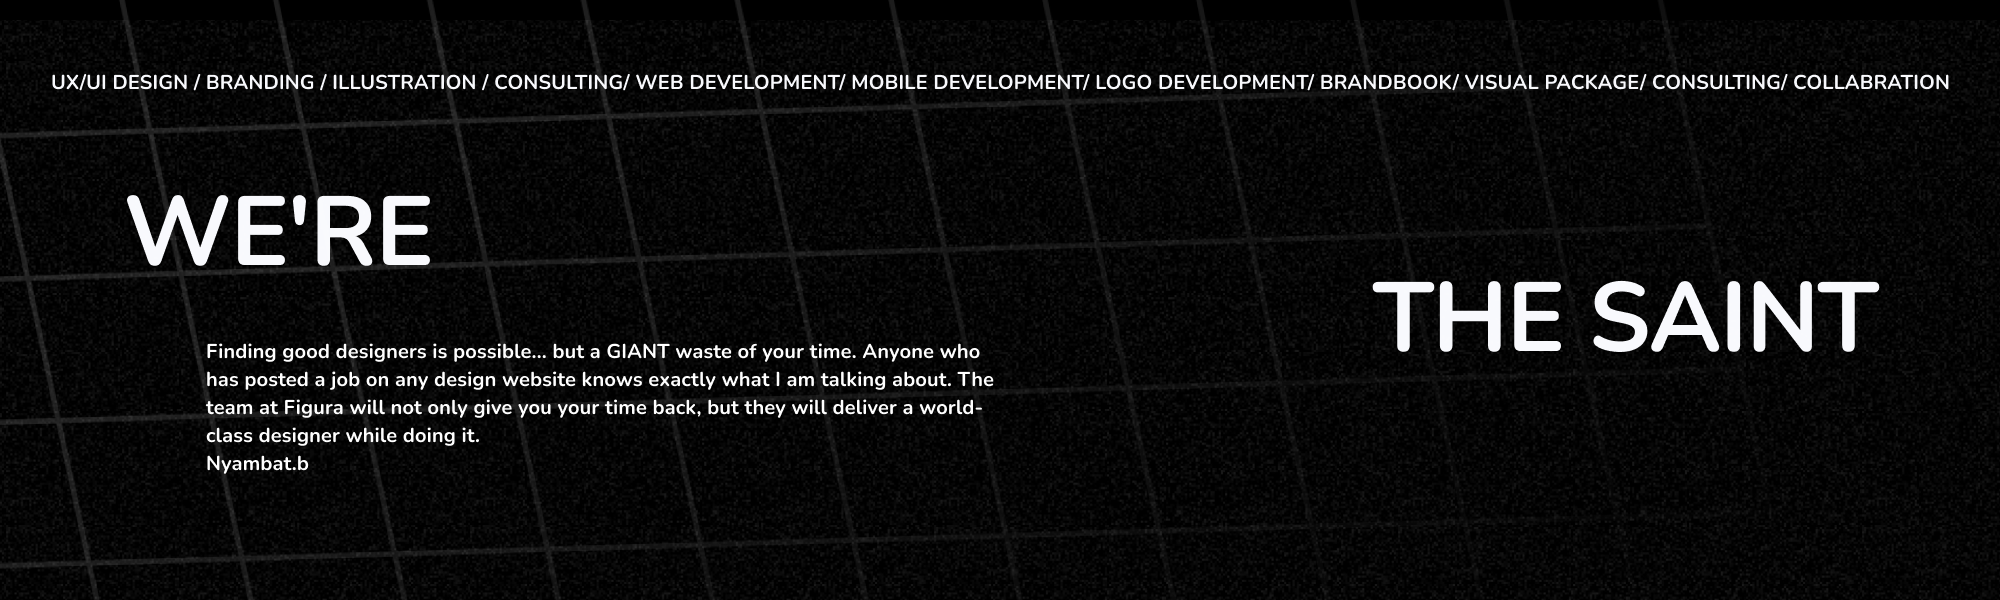 UX/UI DESIGN / BRANDING / ILLUSTRATION / CONSULTING/ WEB DEVELOPMENT/ MOBILE DEVELOPMENT/ LOGO DEVELOPMENT/ BRANDBOOK/ VISUAL PACKAGE/ CONSULTING/ COLLABRATION
WE'RE
THE SAINT
Finding good designers is possible... but a GIANT waste of your time. Anyone who
has posted a job on any design website knows exactly what I am talking about. The
team at Figura will not only give you your time back, but they will deliver a world-
class designer while doing it.
Nyambat.b